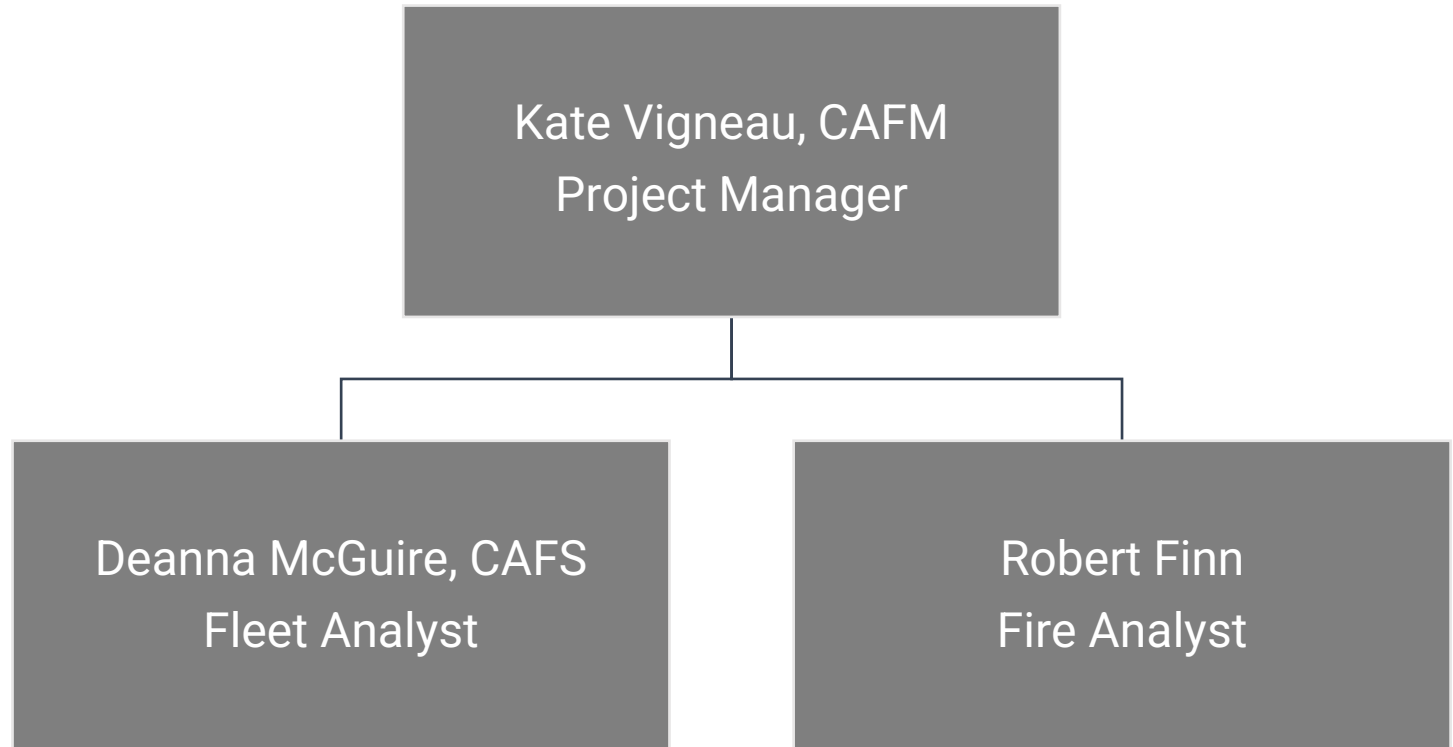 Kate Vigneau, CAFM
Project Manager
Deanna McGuire, CAFS
Fleet Analyst
Robert Finn
Fire Analyst